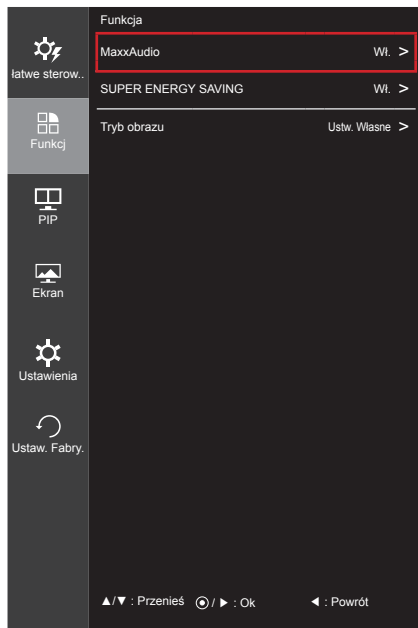 Funkcja
MaxxAudio Wł. >
SUPER ENERGY SAVING Wł. >
Tryb obrazu Ustw. Własne >
łatwe sterow..
Funkcj
PIP
Ekran
Ustawienia
Ustaw. Fabry.
▲/▼ : Przenieś ⦿ / ▶ : Ok ◀ : Powrót